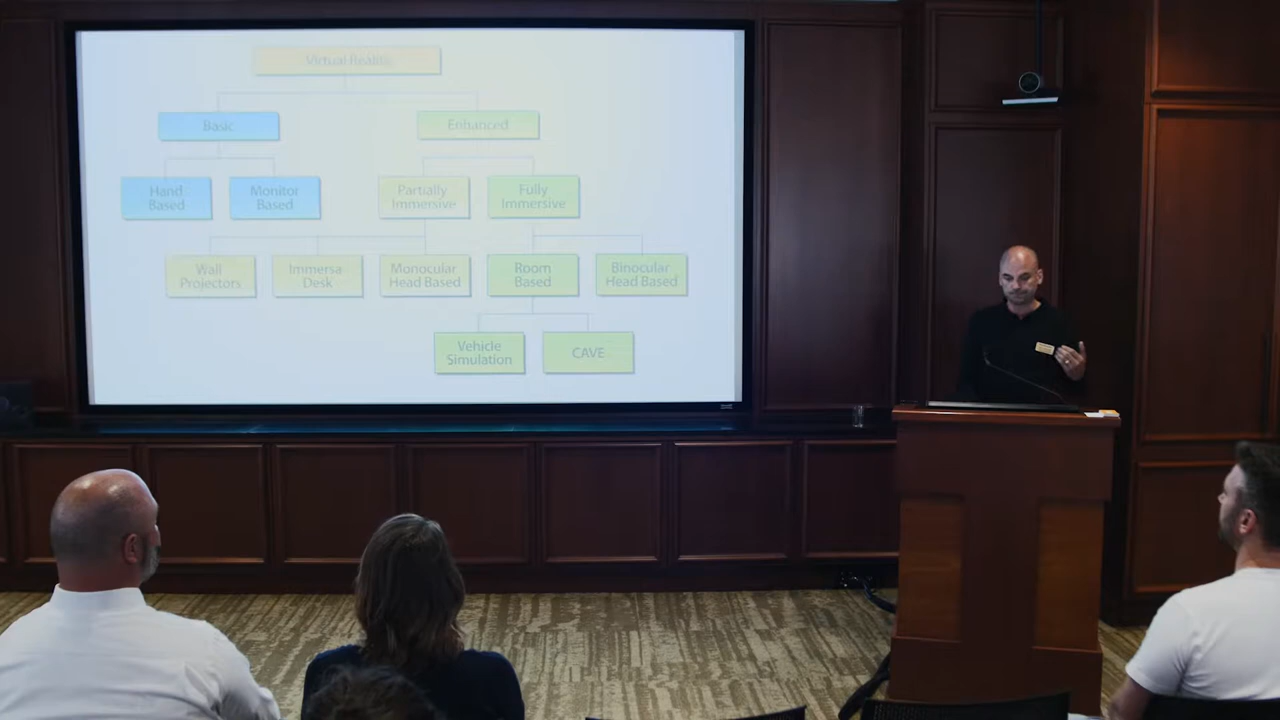 Virtual Reality
Basic
Enhanced
Hand
Based
Monitor
Based
Partially
Immersive
Fully
Immersive
Wall
Projectors
Immersa
Desk
Monocular
Head Based
Room
Based
Binocular
Head Based
Vehicle
Simulation
CAVE